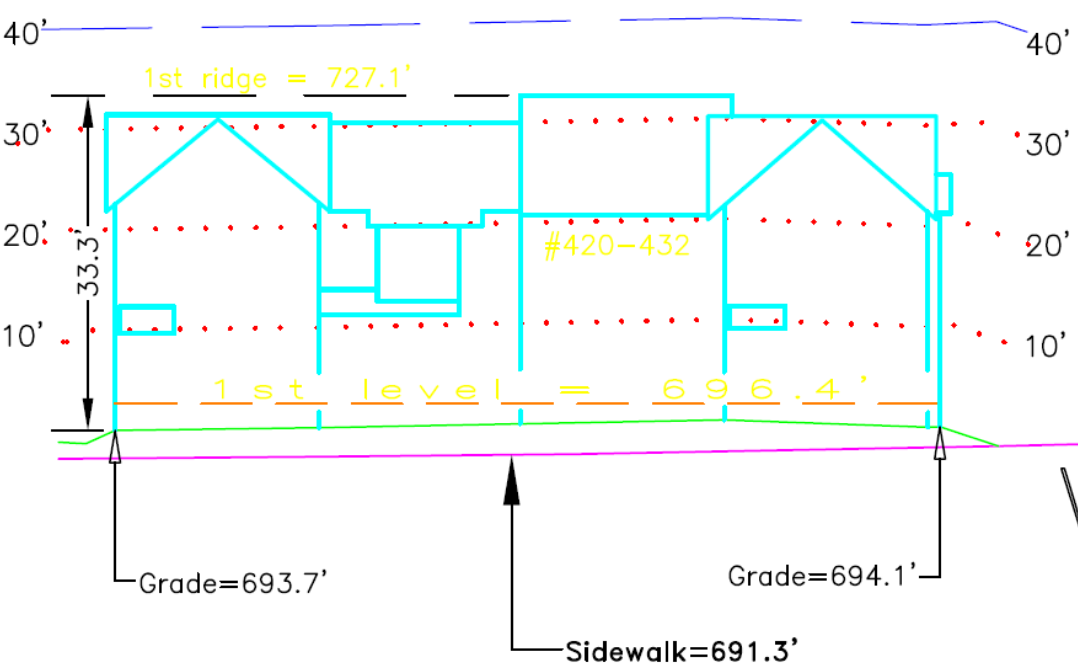 40'
40'
1st ridge = 727.1'
30'
30'
20'
20'
33.3'
#420-432
10'
10'
1st level = 696.4'
Grade=693.7'
Grade=694.1'
Sidewalk=691.3'